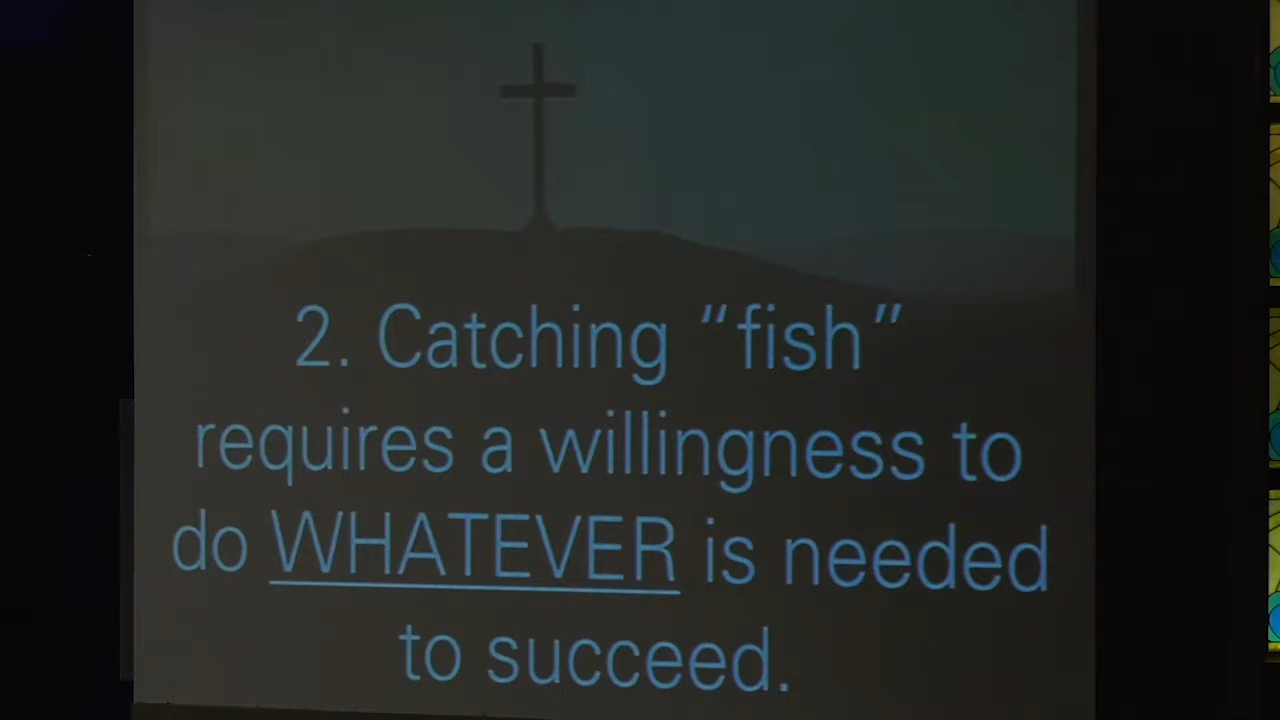 2. Catching “fish”
requires a willingness to
do WHATEVER is needed
to succeed.